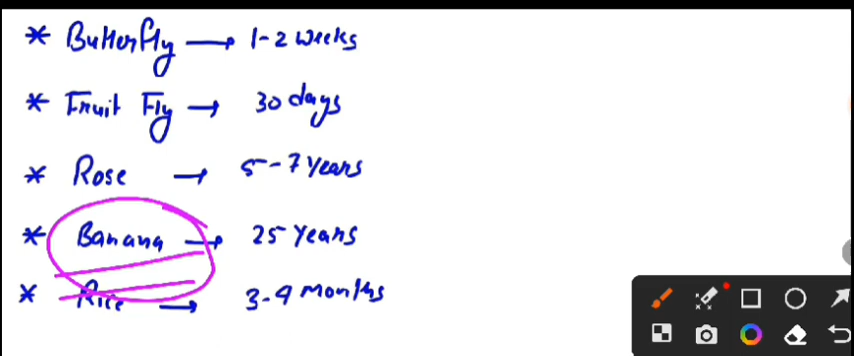 * Butterfly → 1-2 weeks
* Fruit Fly → 30 days
* Rose → 5-7 Years
* Banana → 25 Years
* Rice → 3-4 Months